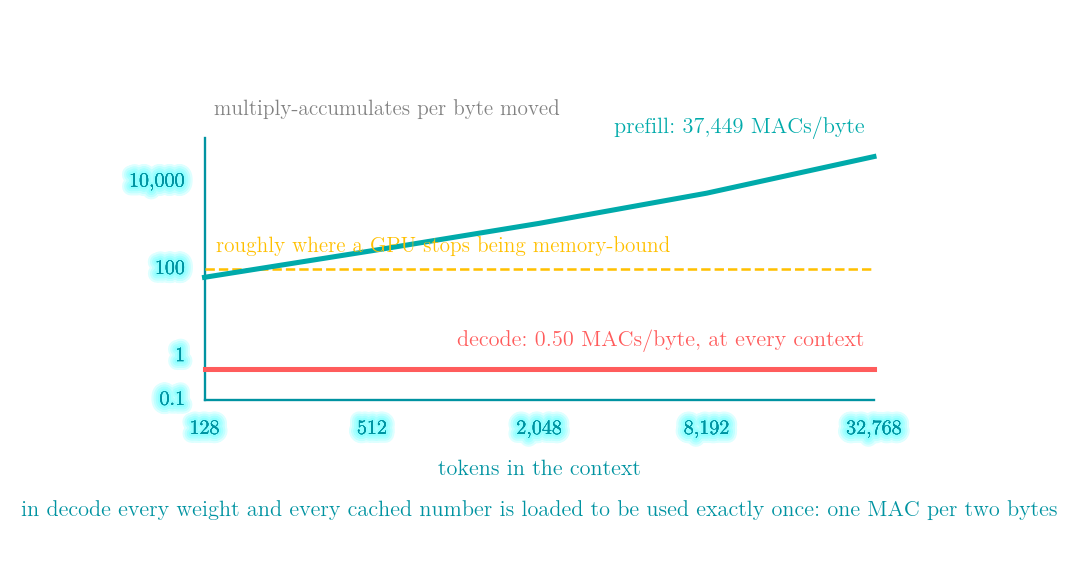 multiply-accumulates per byte moved
prefill: 37,449 MACs/byte
10,000
roughly where a GPU stops being memory-bound
100
decode: 0.50 MACs/byte, at every context
1
0.1
128 512 2,048 8,192 32,768
tokens in the context
in decode every weight and every cached number is loaded to be used exactly once: one MAC per two bytes